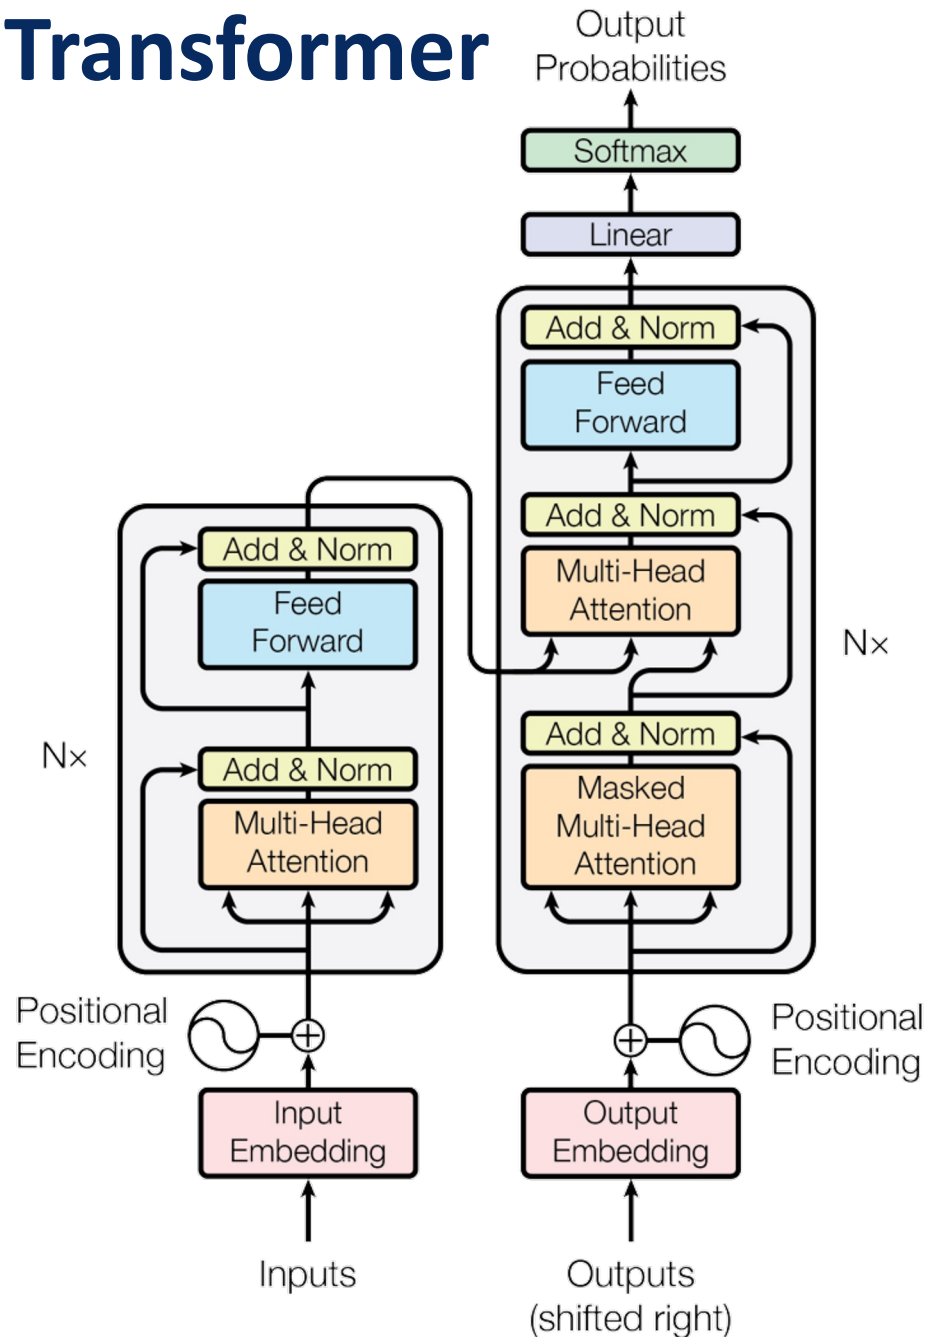 Transformer
Output
Probabilities
Softmax
Linear
Add & Norm
Feed
Forward
Add & Norm
Multi-Head
Attention
Nx
Add & Norm
Masked
Multi-Head
Attention
Add & Norm
Feed
Forward
Nx
Add & Norm
Multi-Head
Attention
Positional
Encoding
Positional
Encoding
Input
Embedding
Output
Embedding
Inputs
Outputs
(shifted right)